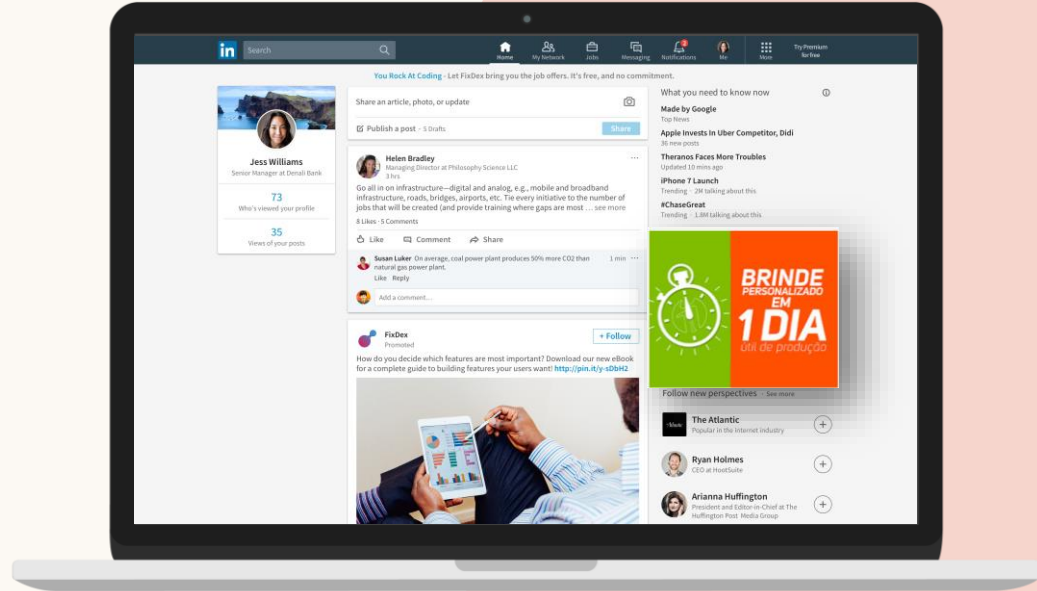 in
Search
Home
My Network
Jobs
Messaging
Notifications
Me
More
Try Premium
for free
You Rock At Coding - Let FixDex bring you the job offers. It's free, and no commitment.
Jess Williams
Senior Manager at Denali Bank
73
Who's viewed your profile
35
Views of your posts
Share an article, photo, or update
Publish a post - 5 Drafts
Share
Helen Bradley
Managing Director at Philosophy Science LLC
3 hrs
Go all in on infrastructure—digital and analog, e.g., mobile and broadband
infrastructure, roads, bridges, airports, etc. Tie every initiative to the number of
jobs that will be created (and provide training where gaps are most ... see more
8 Likes · 5 Comments
Like Comment Share
Susan Luker On average, coal power plant produces 50% more CO2 than
natural gas power plant.
1 min
Like Reply
Add a comment...
FixDex
Promoted
+ Follow
How do you decide which features are most important? Download our new eBook
for a complete guide to building features your users want! http://pin.it/y-sDbH2
What you need to know now
Made by Google
Top News
Apple Invests In Uber Competitor, Didi
36 new posts
Theranos Faces More Troubles
Updated 10 mins ago
iPhone 7 Launch
Trending · 2M talking about this
#ChaseGreat
Trending · 1.8M talking about this
BRINDE
PERSONALIZADO
EM
1 DIA
útil de produção
Follow new perspectives · See more
The Atlantic
Popular in the internet industry
Ryan Holmes
CEO at HootSuite
Arianna Huffington
President and Editor-in-Chief at The
Huffington Post Media Group